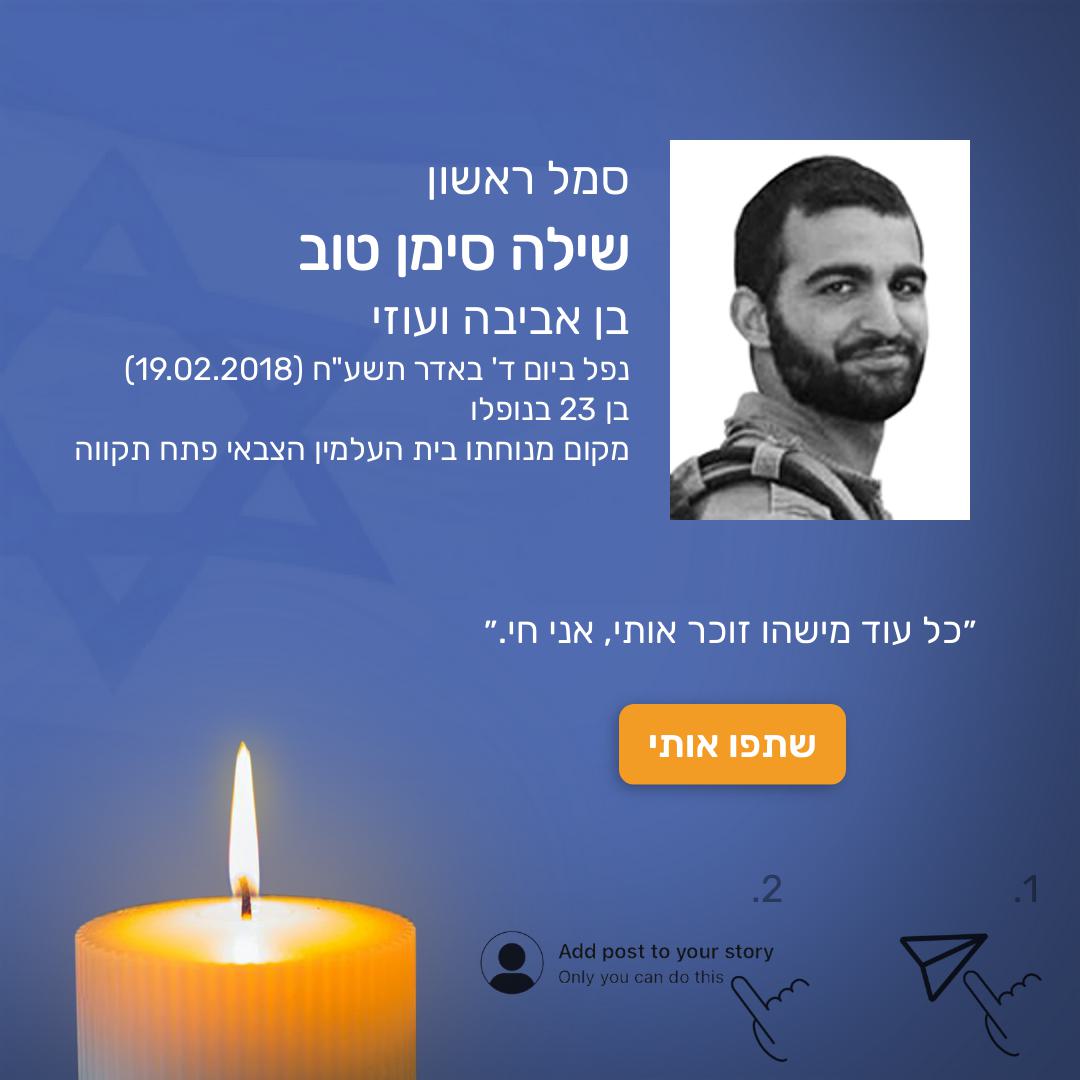 סמל ראשון
שילה סימן טוב
בן אביבה ועוזי
נפל ביום ד' באדר תשע"ח (19.02.2018)
בן 23 בנופלו
מקום מנוחתו בית העלמין הצבאי פתח תקווה
״כל עוד מישהו זוכר אותי, אני חי.״
שתפו אותי
1.
2.
Add post to your story
Only you can do this